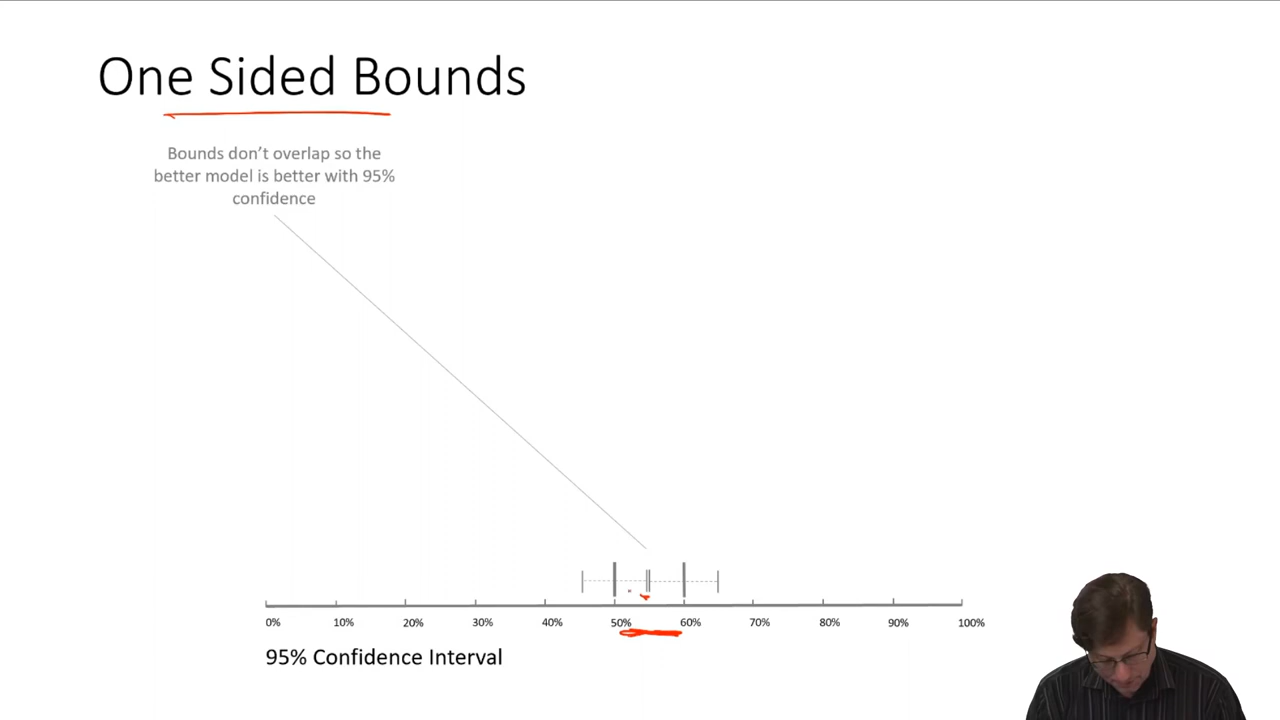 One Sided Bounds
Bounds don't overlap so the
better model is better with 95%
confidence
0% 10% 20% 30% 40% 50% 60% 70% 80% 90% 100%
95% Confidence Interval